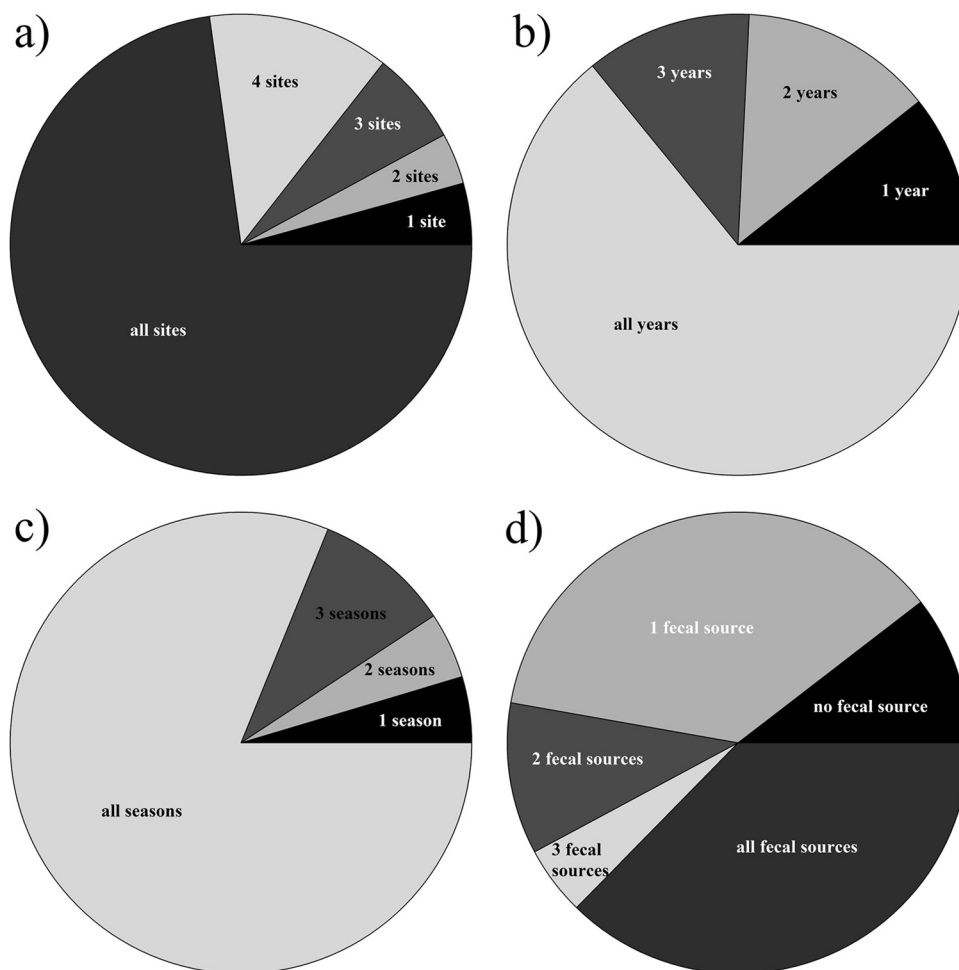 a)
4 sites
3 sites
2 sites
1 site
all sites
b)
3 years
2 years
1 year
all years
c)
3 seasons
2 seasons
1 season
all seasons
d)
1 fecal source
no fecal source
2 fecal sources
3 fecal
sources
all fecal sources